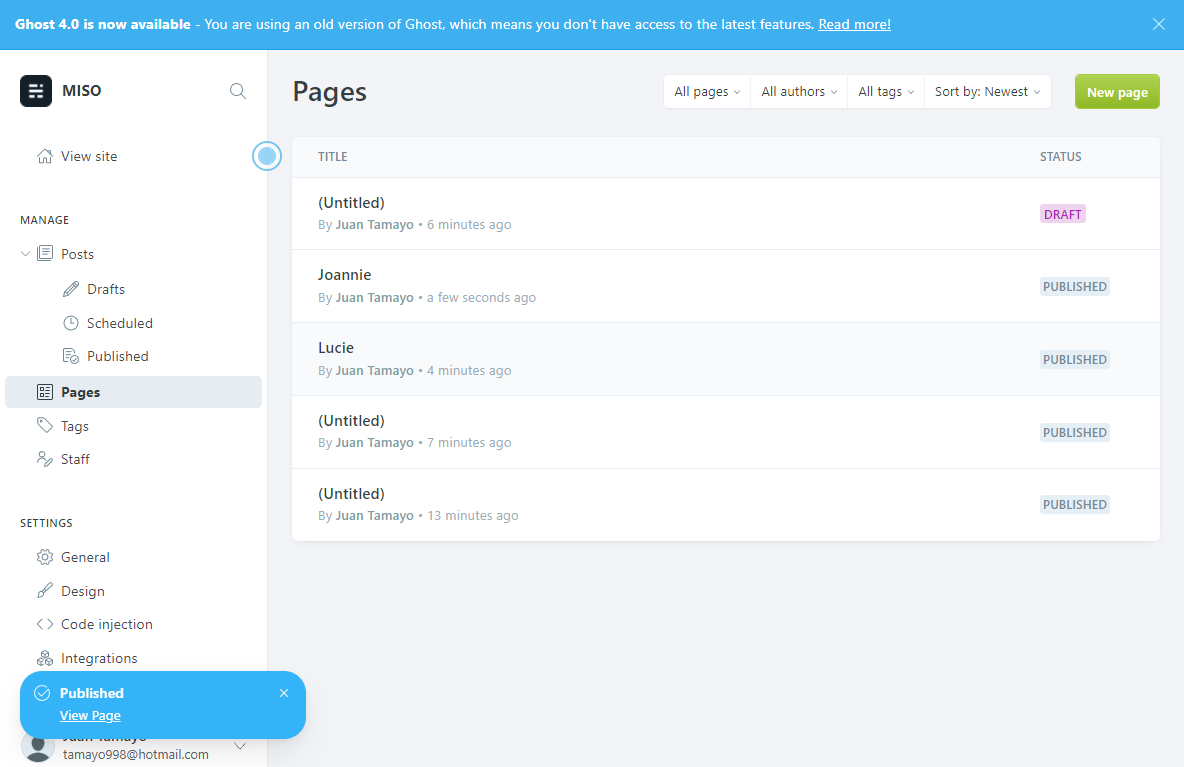 Ghost 4.0 is now available - You are using an old version of Ghost, which means you don't have access to the latest features. Read more!
MISO
View site
MANAGE
Posts
Drafts
Scheduled
Published
Pages
Tags
Staff
SETTINGS
General
Design
Code injection
Integrations
Published
View Page
Juan Tamayo
tamayo998@hotmail.com
Pages
All pages
All authors
All tags
Sort by: Newest
New page
TITLE
STATUS
(Untitled)
By Juan Tamayo • 6 minutes ago
DRAFT
Joannie
By Juan Tamayo • a few seconds ago
PUBLISHED
Lucie
By Juan Tamayo • 4 minutes ago
PUBLISHED
(Untitled)
By Juan Tamayo • 7 minutes ago
PUBLISHED
(Untitled)
By Juan Tamayo • 13 minutes ago
PUBLISHED